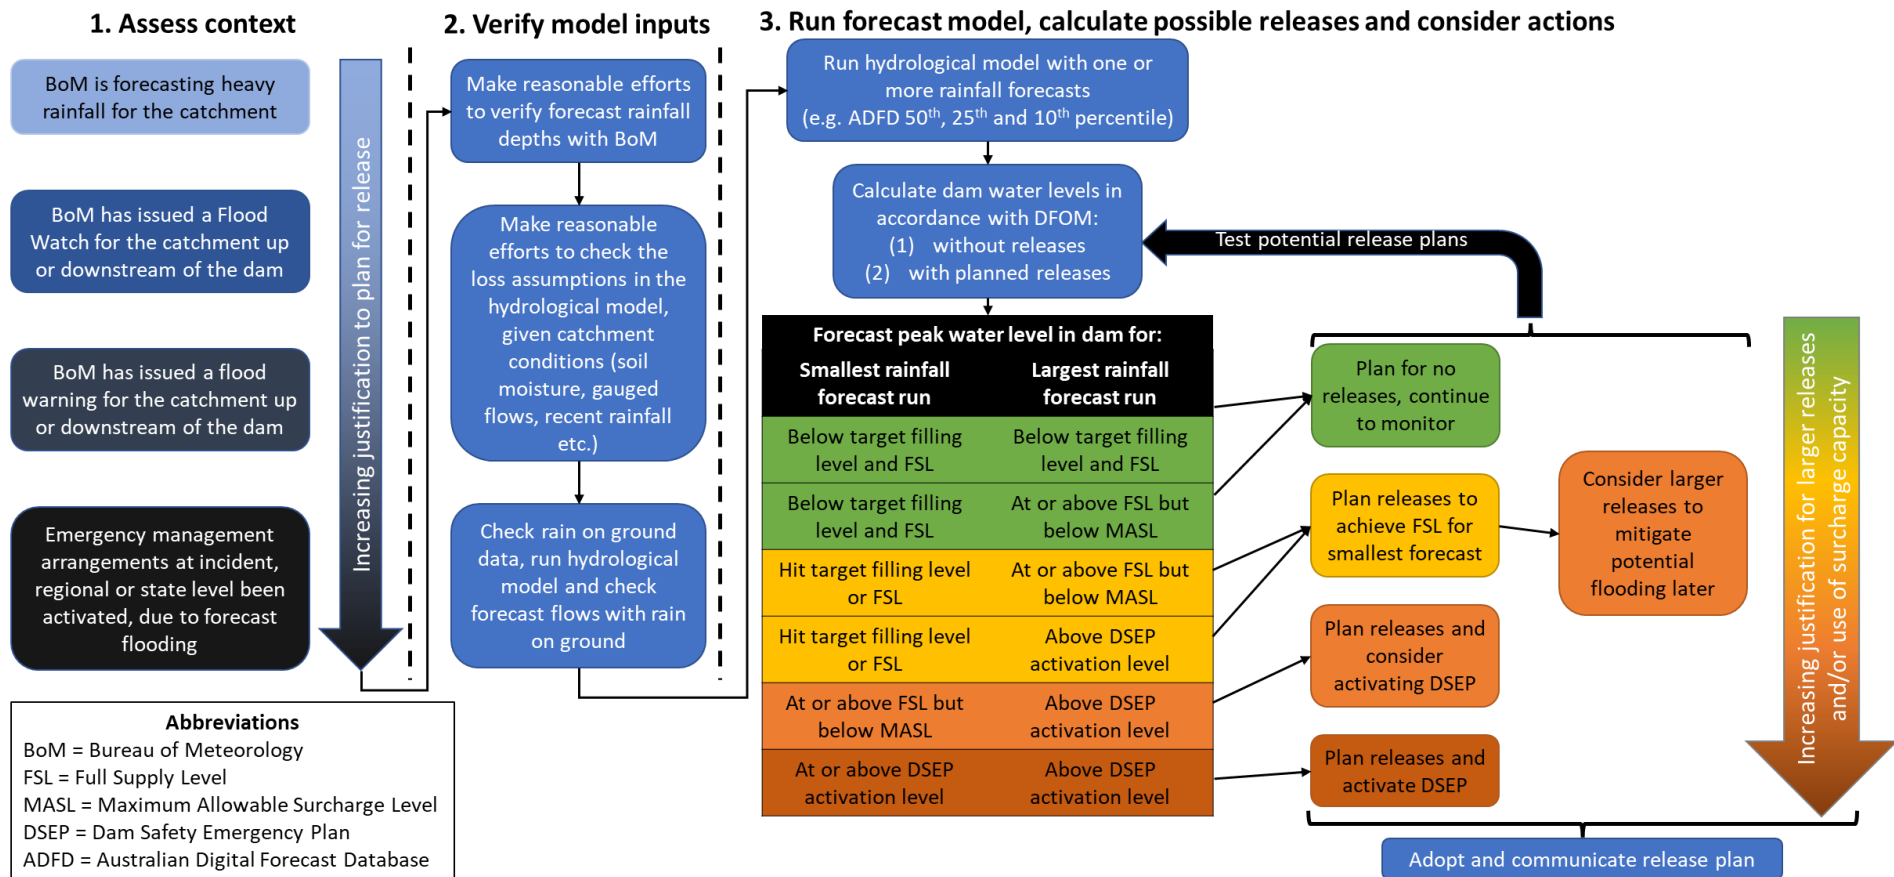 1. Assess context
BoM is forecasting heavy
rainfall for the catchment
BoM has issued a Flood
Watch for the catchment up
or downstream of the dam
BoM has issued a flood
warning for the catchment up
or downstream of the dam
Emergency management
arrangements at incident,
regional or state level been
activated, due to forecast
flooding
Increasing justification to plan for release
Abbreviations
BoM = Bureau of Meteorology
FSL = Full Supply Level
MASL = Maximum Allowable Surcharge Level
DSEP = Dam Safety Emergency Plan
ADFD = Australian Digital Forecast Database
2. Verify model inputs
Make reasonable efforts
to verify forecast rainfall
depths with BoM
Make reasonable
efforts to check the
loss assumptions in the
hydrological model,
given catchment
conditions (soil
moisture, gauged
flows, recent rainfall
etc.)
Check rain on ground
data, run hydrological
model and check
forecast flows with rain
on ground
3. Run forecast model, calculate possible releases and consider actions
Run hydrological model with one or
more rainfall forecasts
(e.g. ADFD 50th, 25th and 10th percentile)
Calculate dam water levels in
accordance with DFOM:
(1) without releases
(2) with planned releases
Test potential release plans
Forecast peak water level in dam for:
Smallest rainfall
forecast run
Largest rainfall
forecast run
Below target filling
level and FSL
Below target filling
level and FSL
Below target filling
level and FSL
At or above FSL but
below MASL
Hit target filling level
or FSL
At or above FSL but
below MASL
Hit target filling level
or FSL
Above DSEP
activation level
At or above FSL but
below MASL
Above DSEP
activation level
At or above DSEP
activation level
Above DSEP
activation level
Plan for no
releases, continue
to monitor
Plan releases to
achieve FSL for
smallest forecast
Consider larger
releases to
mitigate
potential
flooding later
Plan releases and
consider
activating DSEP
Plan releases and
activate DSEP
Increasing justification for larger releases
and/or use of surcharge capacity
Adopt and communicate release plan